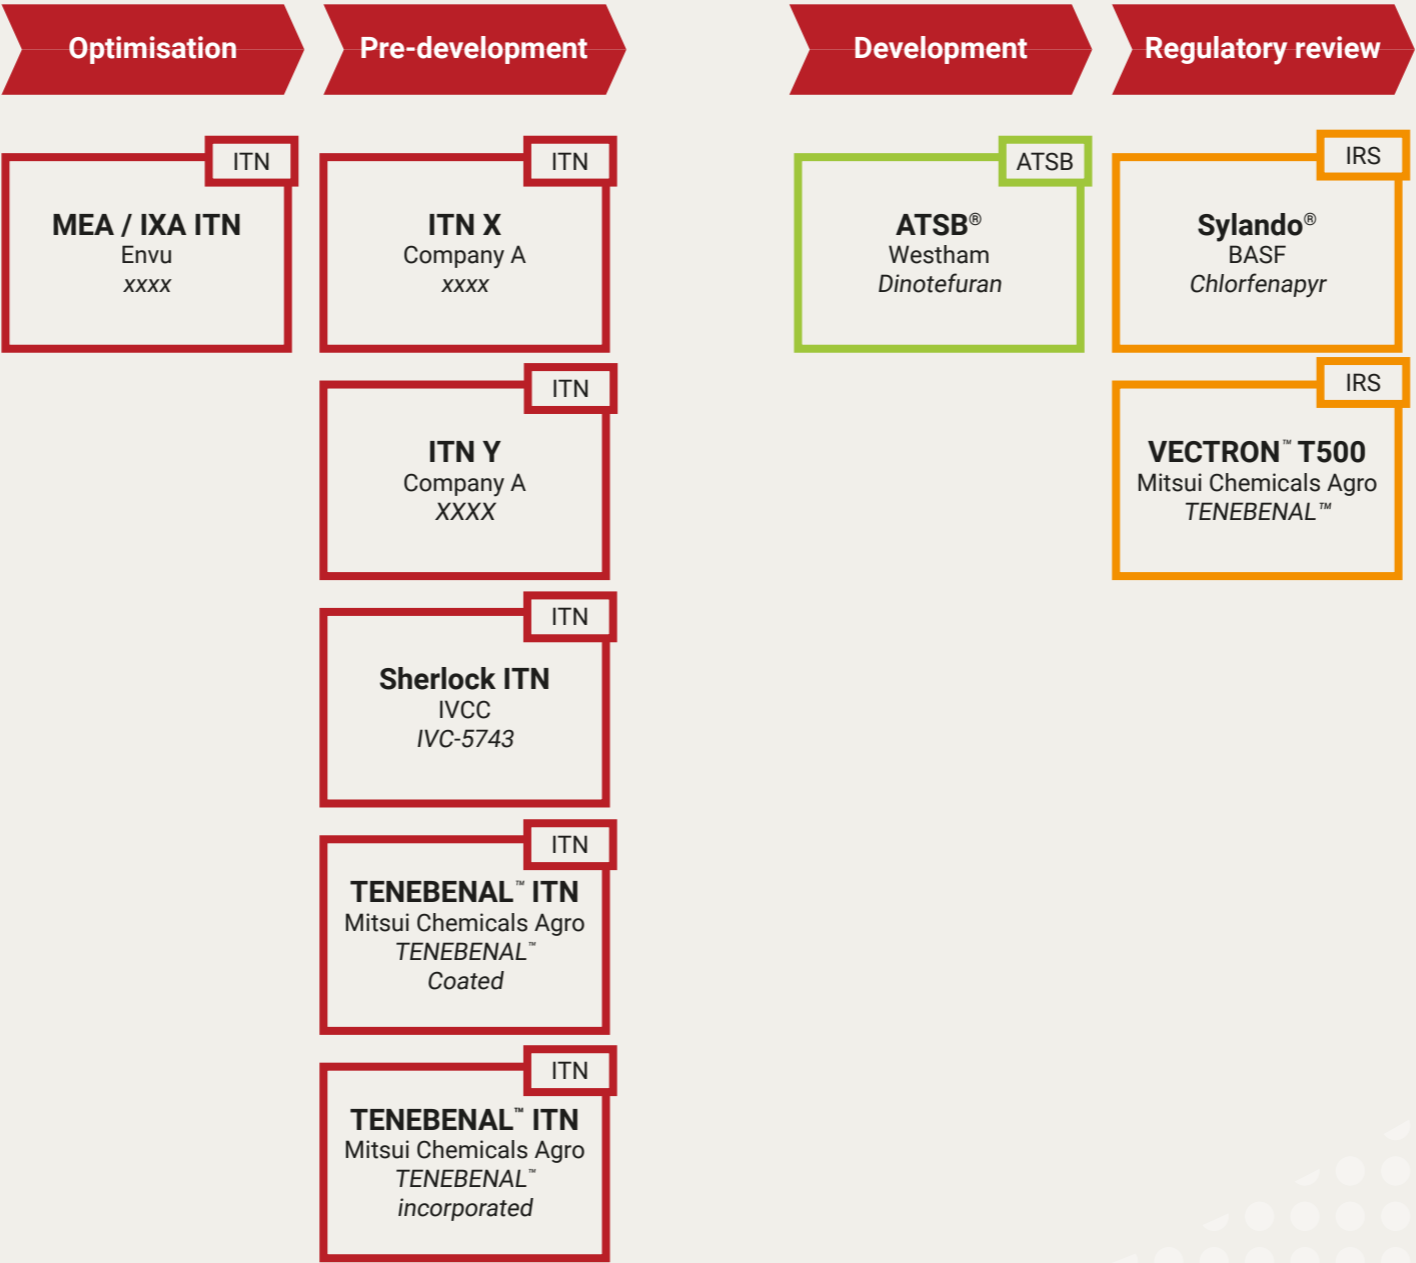 Optimisation
Pre-development
Development
Regulatory review
ITN
MEA / IXA ITN
Envu
xxxx
ITN
ITN X
Company A
xxxx
ITN
ITN Y
Company A
XXXX
ITN
Sherlock ITN
IVCC
IVC-5743
ITN
TENEBENAL™ ITN
Mitsui Chemicals Agro
TENEBENAL™
Coated
ITN
TENEBENAL™ ITN
Mitsui Chemicals Agro
TENEBENAL™
incorporated
ATSB
ATSB®
Westham
Dinotefuran
IRS
Sylando®
BASF
Chlorfenapyr
IRS
VECTRON™ T500
Mitsui Chemicals Agro
TENEBENAL™